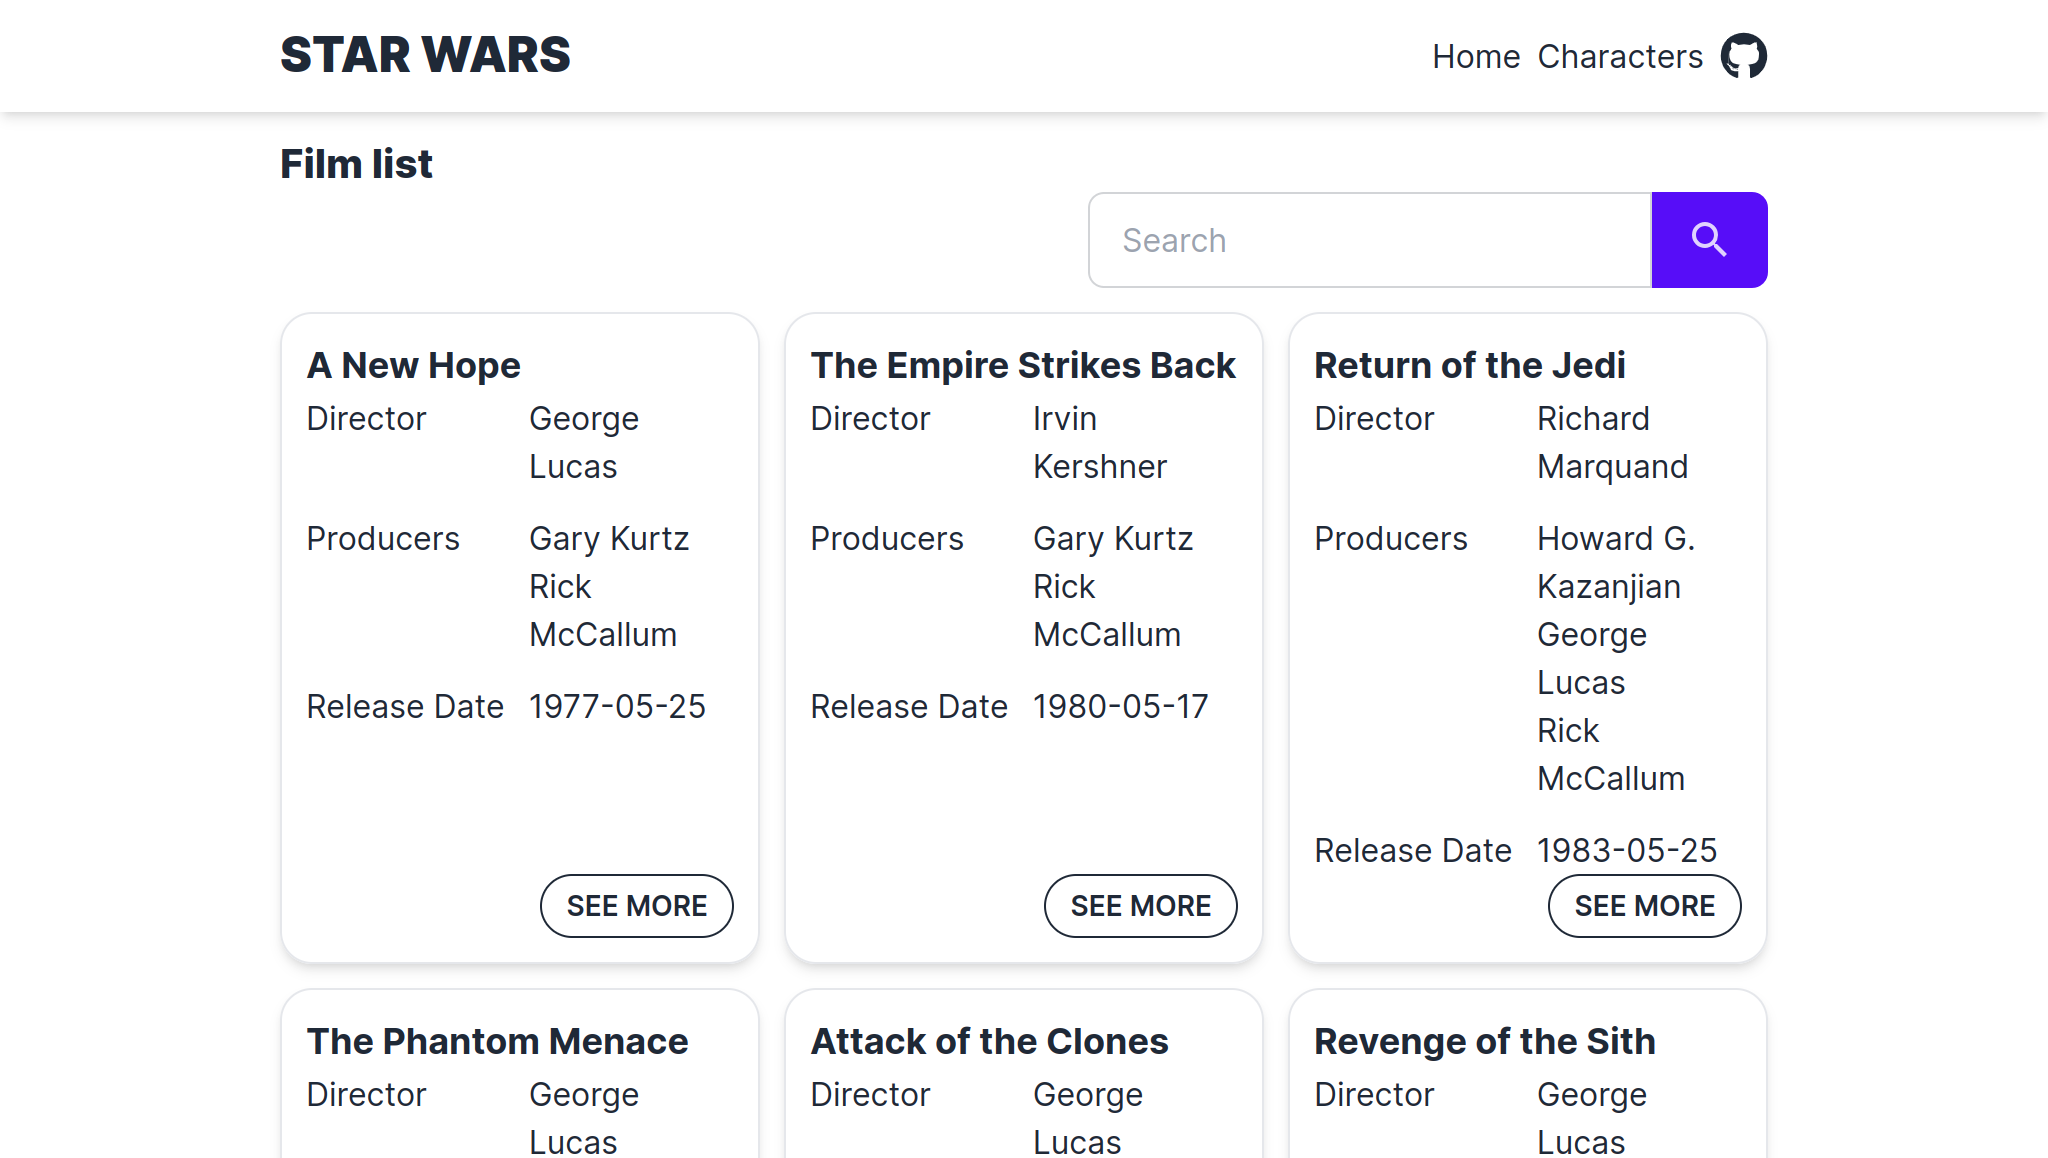 STAR WARS
Home Characters
Film list
Search
A New Hope
Director George
Lucas
Producers Gary Kurtz
Rick
McCallum
Release Date 1977-05-25
SEE MORE
The Empire Strikes Back
Director Irvin
Kershner
Producers Gary Kurtz
Rick
McCallum
Release Date 1980-05-17
SEE MORE
Return of the Jedi
Director Richard
Marquand
Producers Howard G.
Kazanjian
George
Lucas
Rick
McCallum
Release Date 1983-05-25
SEE MORE
The Phantom Menace
Director George
Lucas
Attack of the Clones
Director George
Lucas
Revenge of the Sith
Director George
Lucas